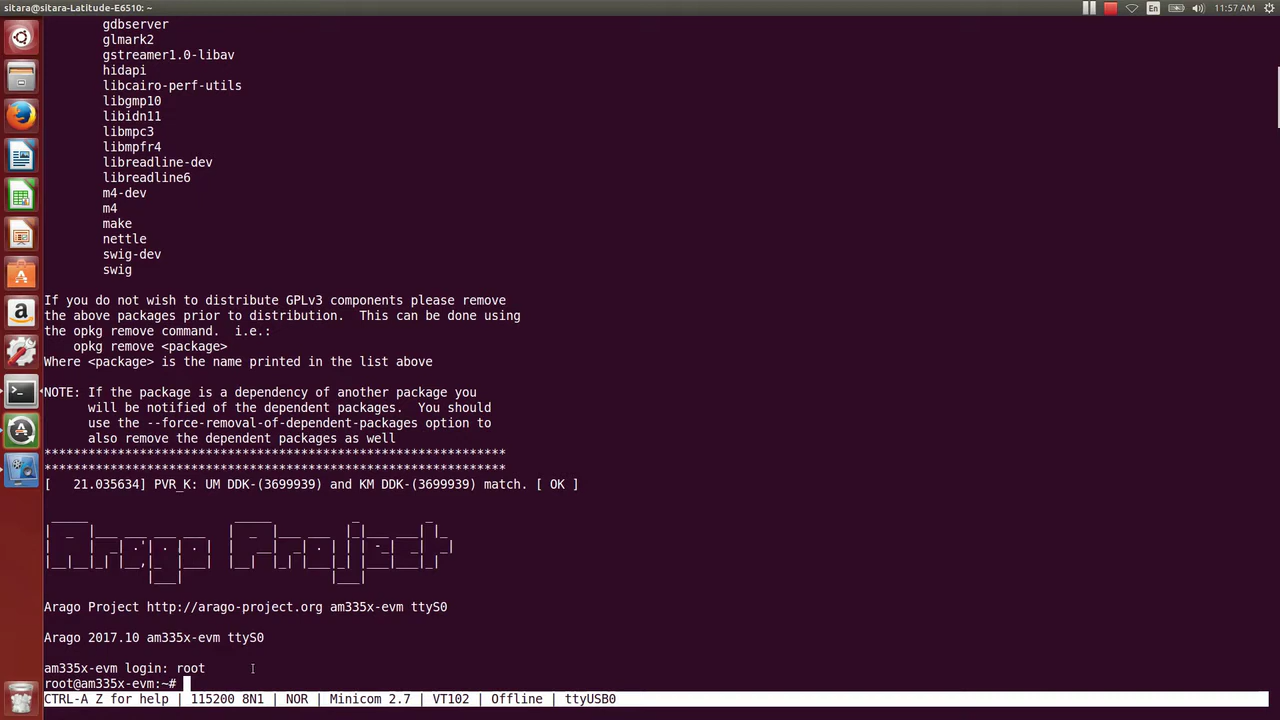 sitara@sitara-Latitude-E6510: ~
En
11:57 AM
gdbserver
glmark2
gstreamer1.0-libav
hidapi
libcairo-perf-utils
libgmp10
libidn11
libmpc3
libmpfr4
libreadline-dev
libreadline6
m4-dev
m4
make
nettle
swig-dev
swig
If you do not wish to distribute GPLv3 components please remove
the above packages prior to distribution.  This can be done using
the opkg remove command.  i.e.:
opkg remove <package>
Where <package> is the name printed in the list above
NOTE: If the package is a dependency of another package you
will be notified of the dependent packages.  You should
use the --force-removal-of-dependent-packages option to
also remove the dependent packages as well
***************************************************************
***************************************************************
[   21.035634] PVR_K: UM DDK-(3699939) and KM DDK-(3699939) match. [ OK ]
Arago Project
Arago Project http://arago-project.org am335x-evm ttyS0
Arago 2017.10 am335x-evm ttyS0
am335x-evm login: root
root@am335x-evm:~#
CTRL-A Z for help | 115200 8N1 | NOR | Minicom 2.7 | VT102 | Offline | ttyUSB0